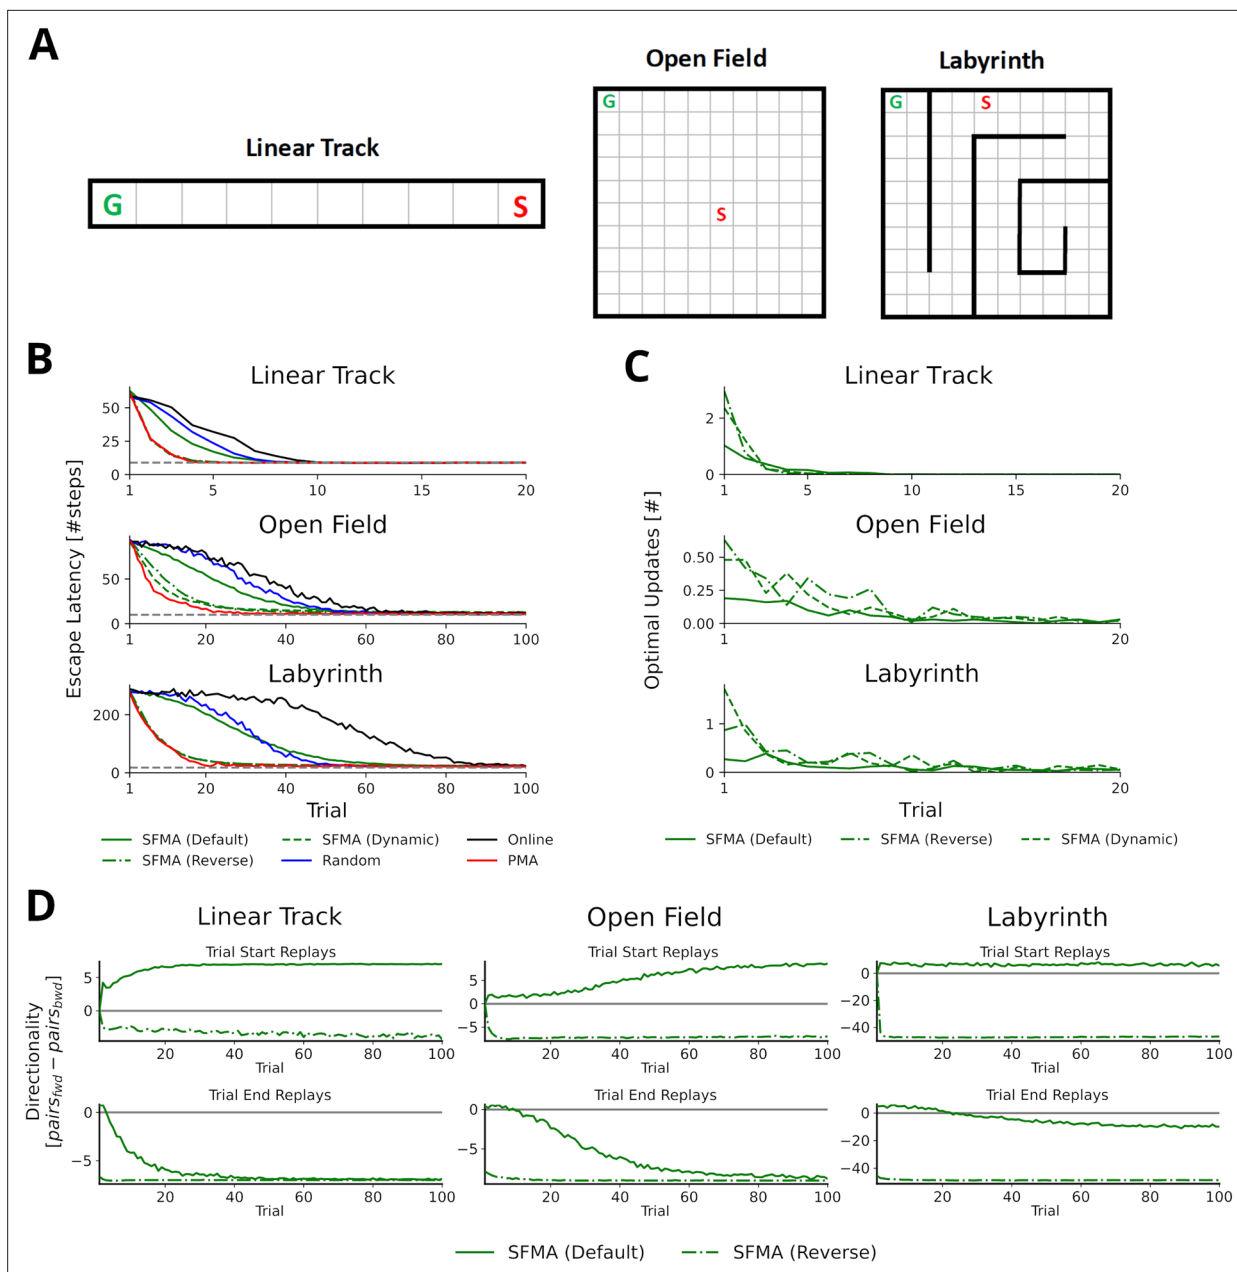 A
Linear Track
G
S
Open Field
G
S
Labyrinth
G
S
B
Escape Latency [#steps]
Linear Track
50
25
0
1
5
10
15
20
Open Field
50
0
1
20
40
60
80
100
Labyrinth
200
0
1
20
40
60
80
100
Trial
SFMA (Default)
SFMA (Dynamic)
Online
SFMA (Reverse)
Random
PMA
C
Optimal Updates [#]
Linear Track
2
0
1
5
10
15
20
Open Field
0.50
0.25
0.00
1
20
Labyrinth
1
0
1
20
Trial
SFMA (Default)
SFMA (Reverse)
SFMA (Dynamic)
D
Directionality
[pairs_fwd − pairs_bwd]
Linear Track
Trial Start Replays
5
0
20
40
60
80
100
Trial
Trial End Replays
0
−5
20
40
60
80
100
Trial
Open Field
Trial Start Replays
5
0
−5
20
40
60
80
100
Trial
Trial End Replays
0
−5
20
40
60
80
100
Trial
Labyrinth
Trial Start Replays
0
−20
−40
20
40
60
80
100
Trial
Trial End Replays
0
−20
−40
20
40
60
80
100
Trial
SFMA (Default)
SFMA (Reverse)